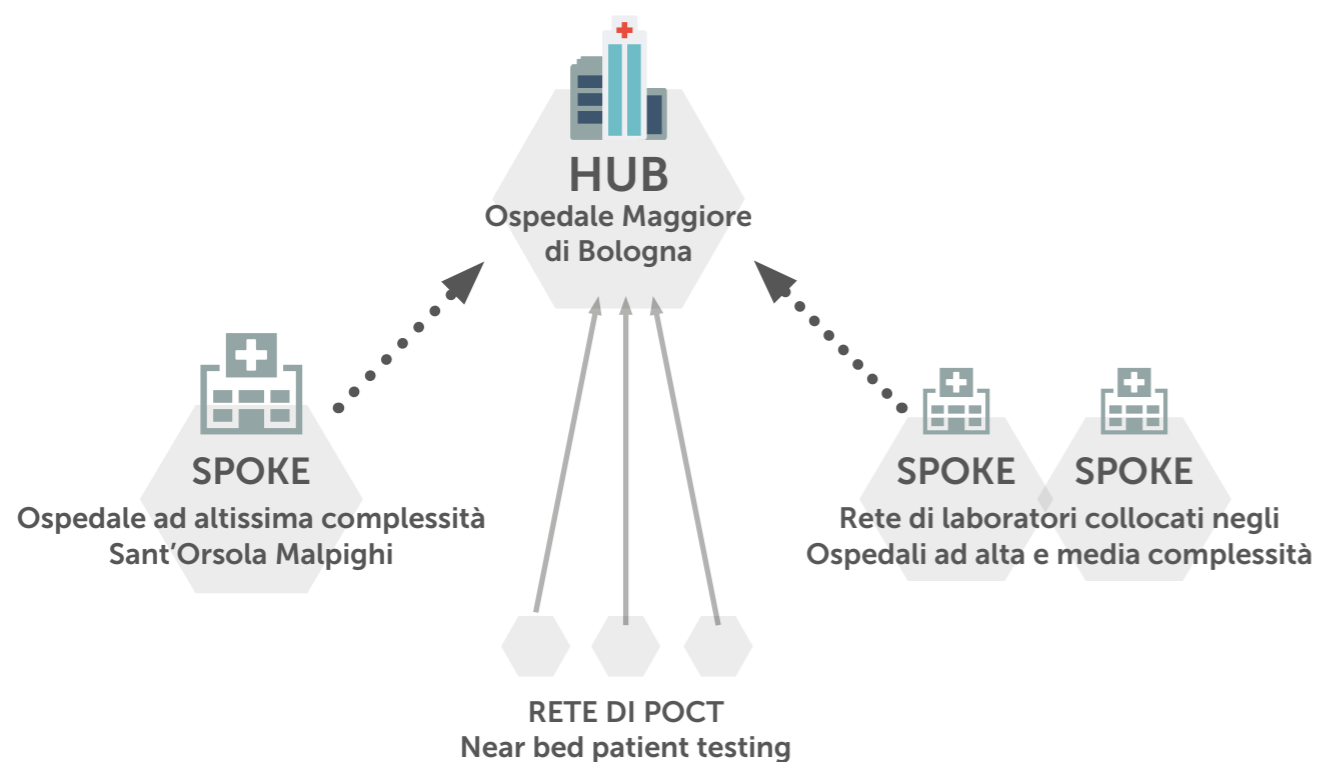 HUB
Ospedale Maggiore
di Bologna
SPOKE
Ospedale ad altissima complessità
Sant'Orsola Malpighi
SPOKE
SPOKE
Rete di laboratori collocati negli
Ospedali ad alta e media complessità
RETE DI POCT
Near bed patient testing